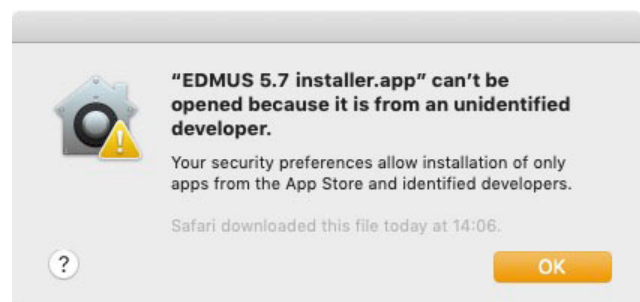 “EDMUS 5.7 installer.app” can’t be
opened because it is from an unidentified
developer.
Your security preferences allow installation of only
apps from the App Store and identified developers.
Safari downloaded this file today at 14:06.
?
OK